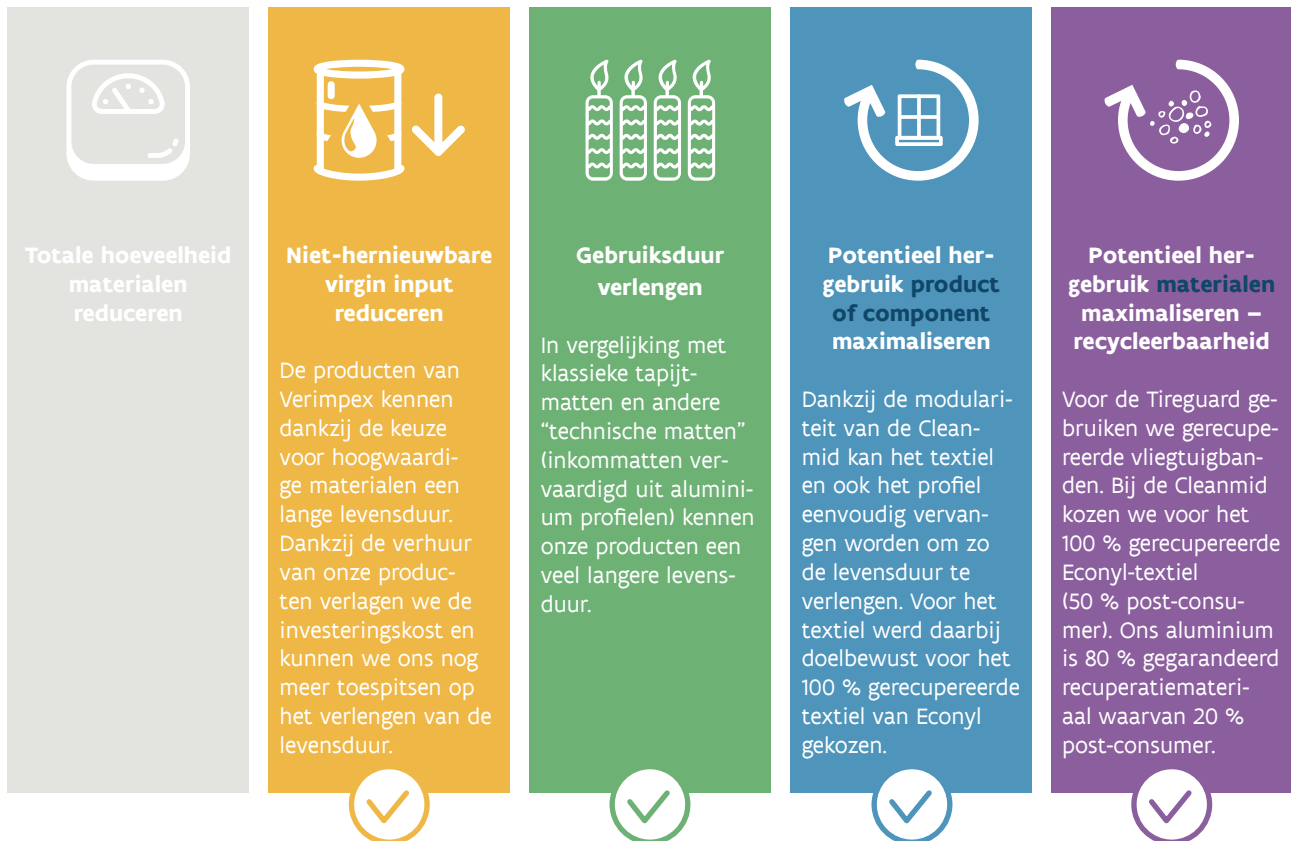 Totale hoeveelheid
materialen
reduceren
Niet-hernieuwbare
virgin input
reduceren
De producten van
Verimpex kennen
dankzij de keuze
voor hoogwaardi-
ge materialen een
lange levensduur.
Dankzij de verhuur
van onze produc-
ten verlagen we de
investeringskost en
kunnen we ons nog
meer toespitsen op
het verlengen van de
levensduur.
Gebruiksduur
verlengen
In vergelijking met
klassieke tapijt-
matten en andere
“technische matten”
(inkommatten ver-
vaardigd uit alumini-
um profielen) kennen
onze producten een
veel langere levens-
duur.
Potentieel her-
gebruik product
of component
maximaliseren
Dankzij de modulari-
teit van de Clean-
mid kan het textiel
en ook het profiel
eenvoudig vervan-
gen worden om zo
de levensduur te
verlengen. Voor het
textiel werd daarbij
doelbewust voor het
100 % gerecupereerde
textiel van Econyl
gekozen.
Potentieel her-
gebruik materialen
maximaliseren –
recycleerbaarheid
Voor de Tireguard ge-
bruiken we gerecupe-
reerde vliegtuigban-
den. Bij de Cleanmid
kozen we voor het
100 % gerecupereerde
Econyl-textiel
(50 % post-consu-
mer). Ons aluminium
is 80 % gegarandeerd
recuperatiemateri-
aal waarvan 20 %
post-consumer.